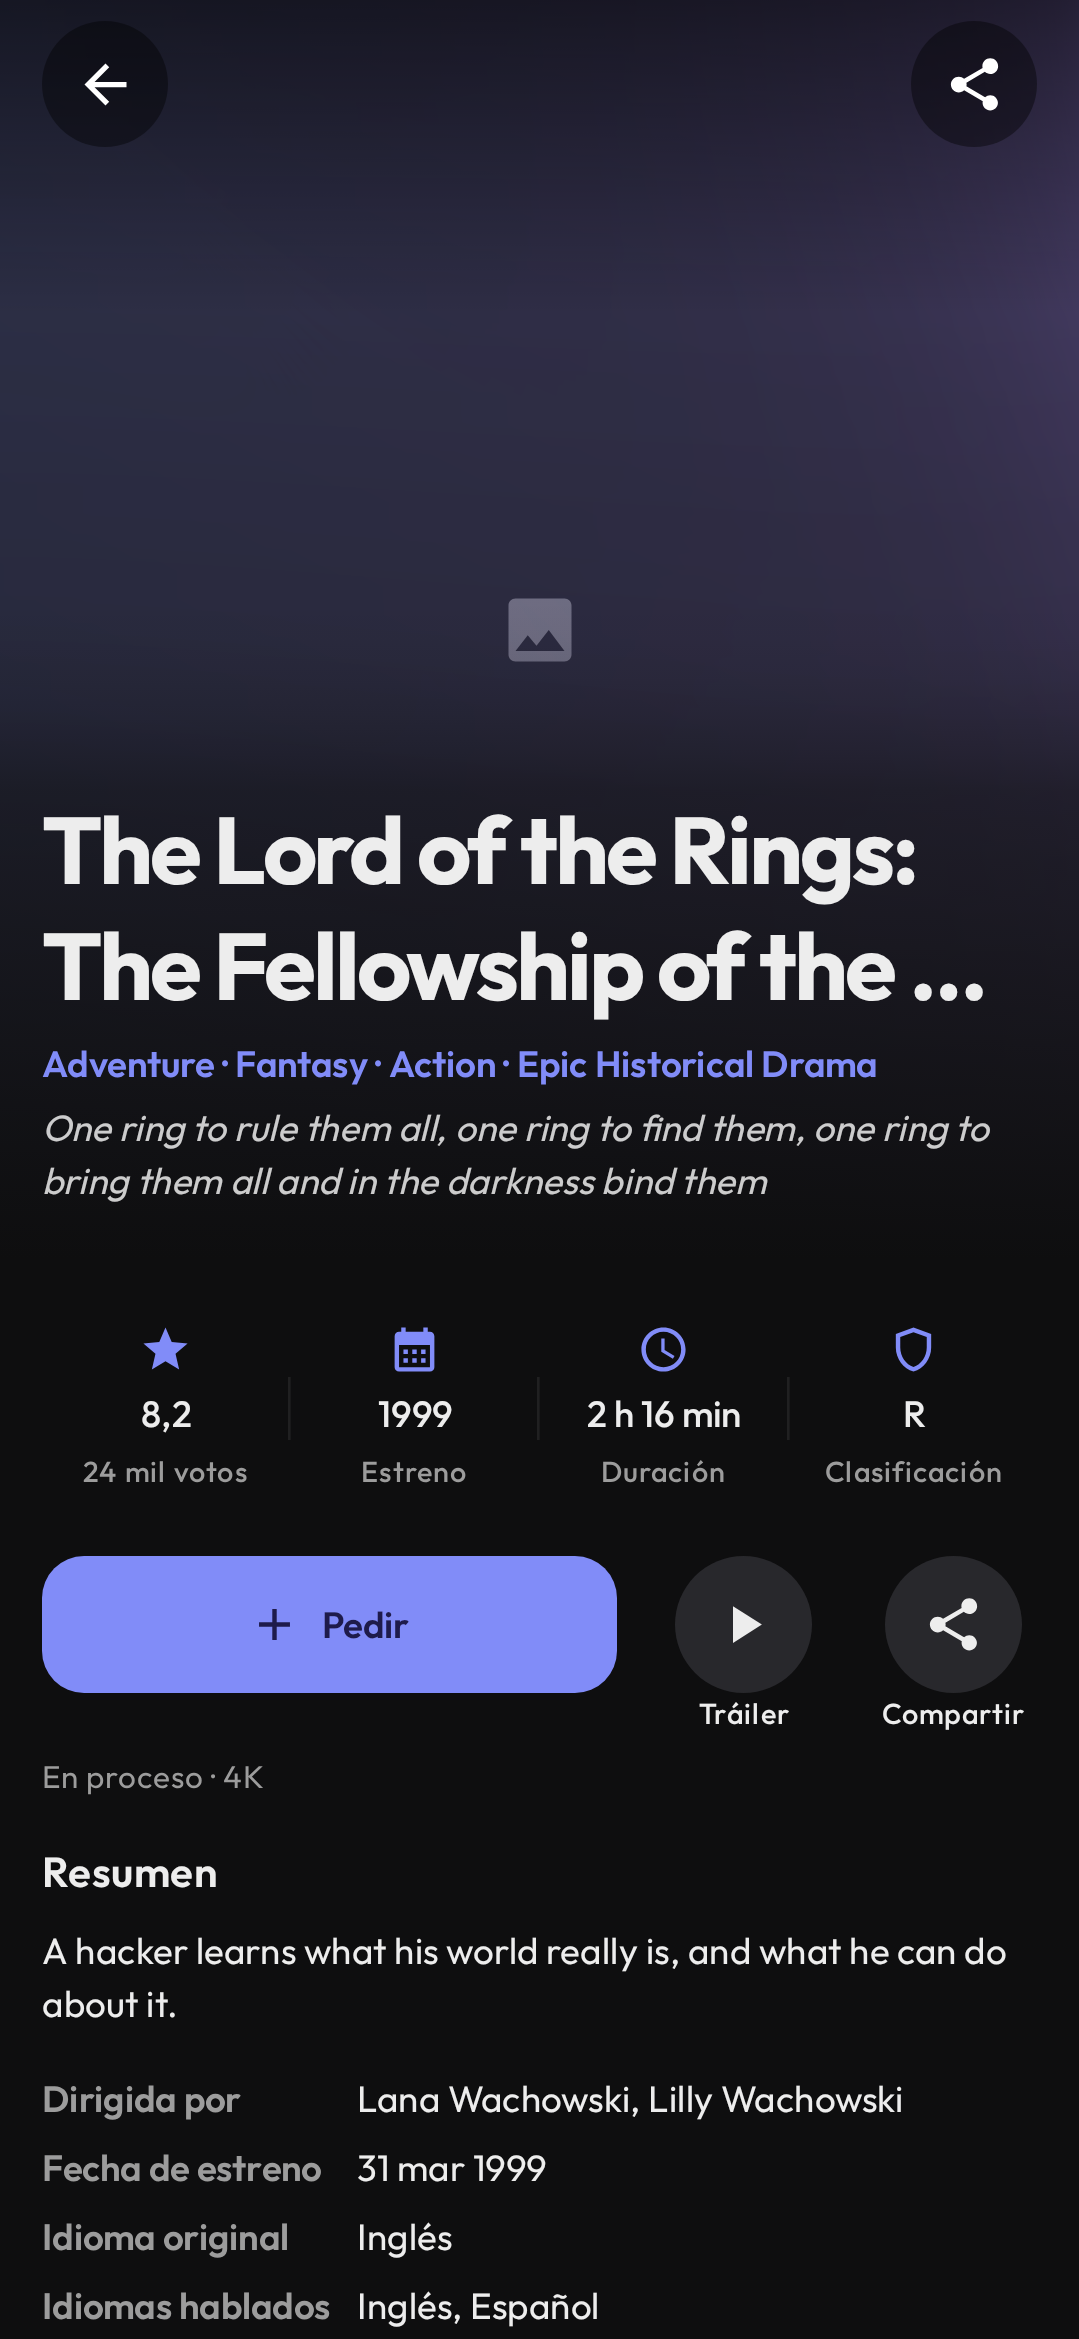 The Lord of the Rings:
The Fellowship of the ...
Adventure · Fantasy · Action · Epic Historical Drama
One ring to rule them all, one ring to find them, one ring to
bring them all and in the darkness bind them
8,2
24 mil votos
1999
Estreno
2 h 16 min
Duración
R
Clasificación
Pedir
Tráiler
Compartir
En proceso · 4K
Resumen
A hacker learns what his world really is, and what he can do
about it.
Dirigida por Lana Wachowski, Lilly Wachowski
Fecha de estreno 31 mar 1999
Idioma original Inglés
Idiomas hablados Inglés, Español